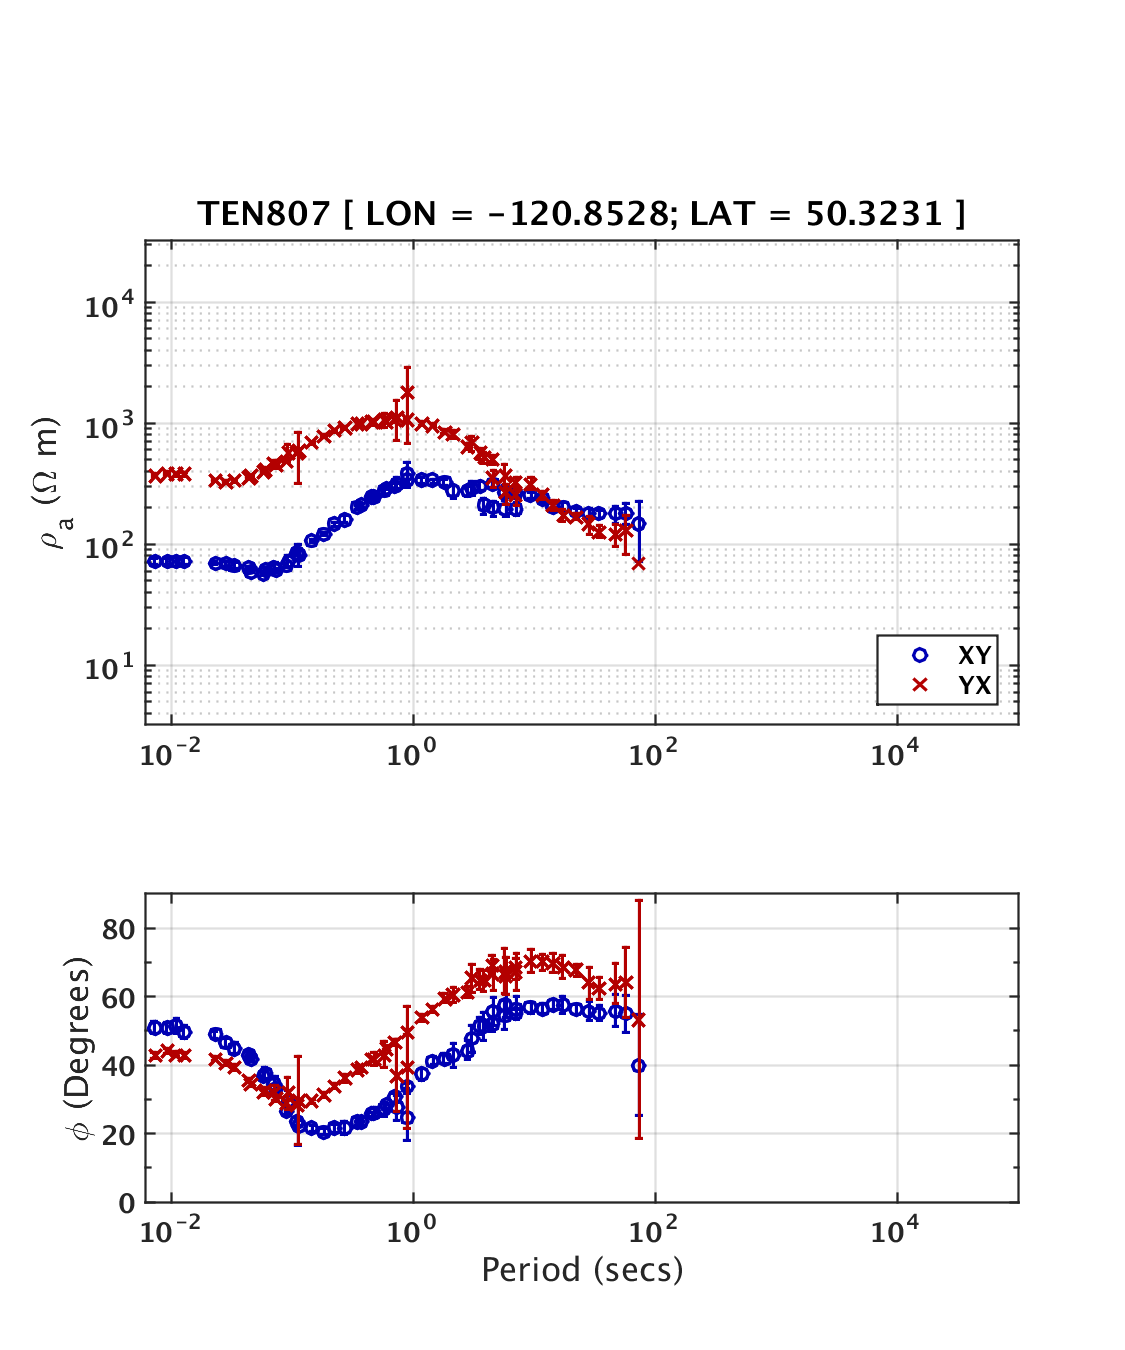 TEN807 [ LON = -120.8528; LAT = 50.3231 ]
ρa (Ω m)
10^4
10^3
10^2
10^1
XY
YX
10^-2 10^0 10^2 10^4
ϕ (Degrees)
80
60
40
20
0
10^-2 10^0 10^2 10^4
Period (secs)